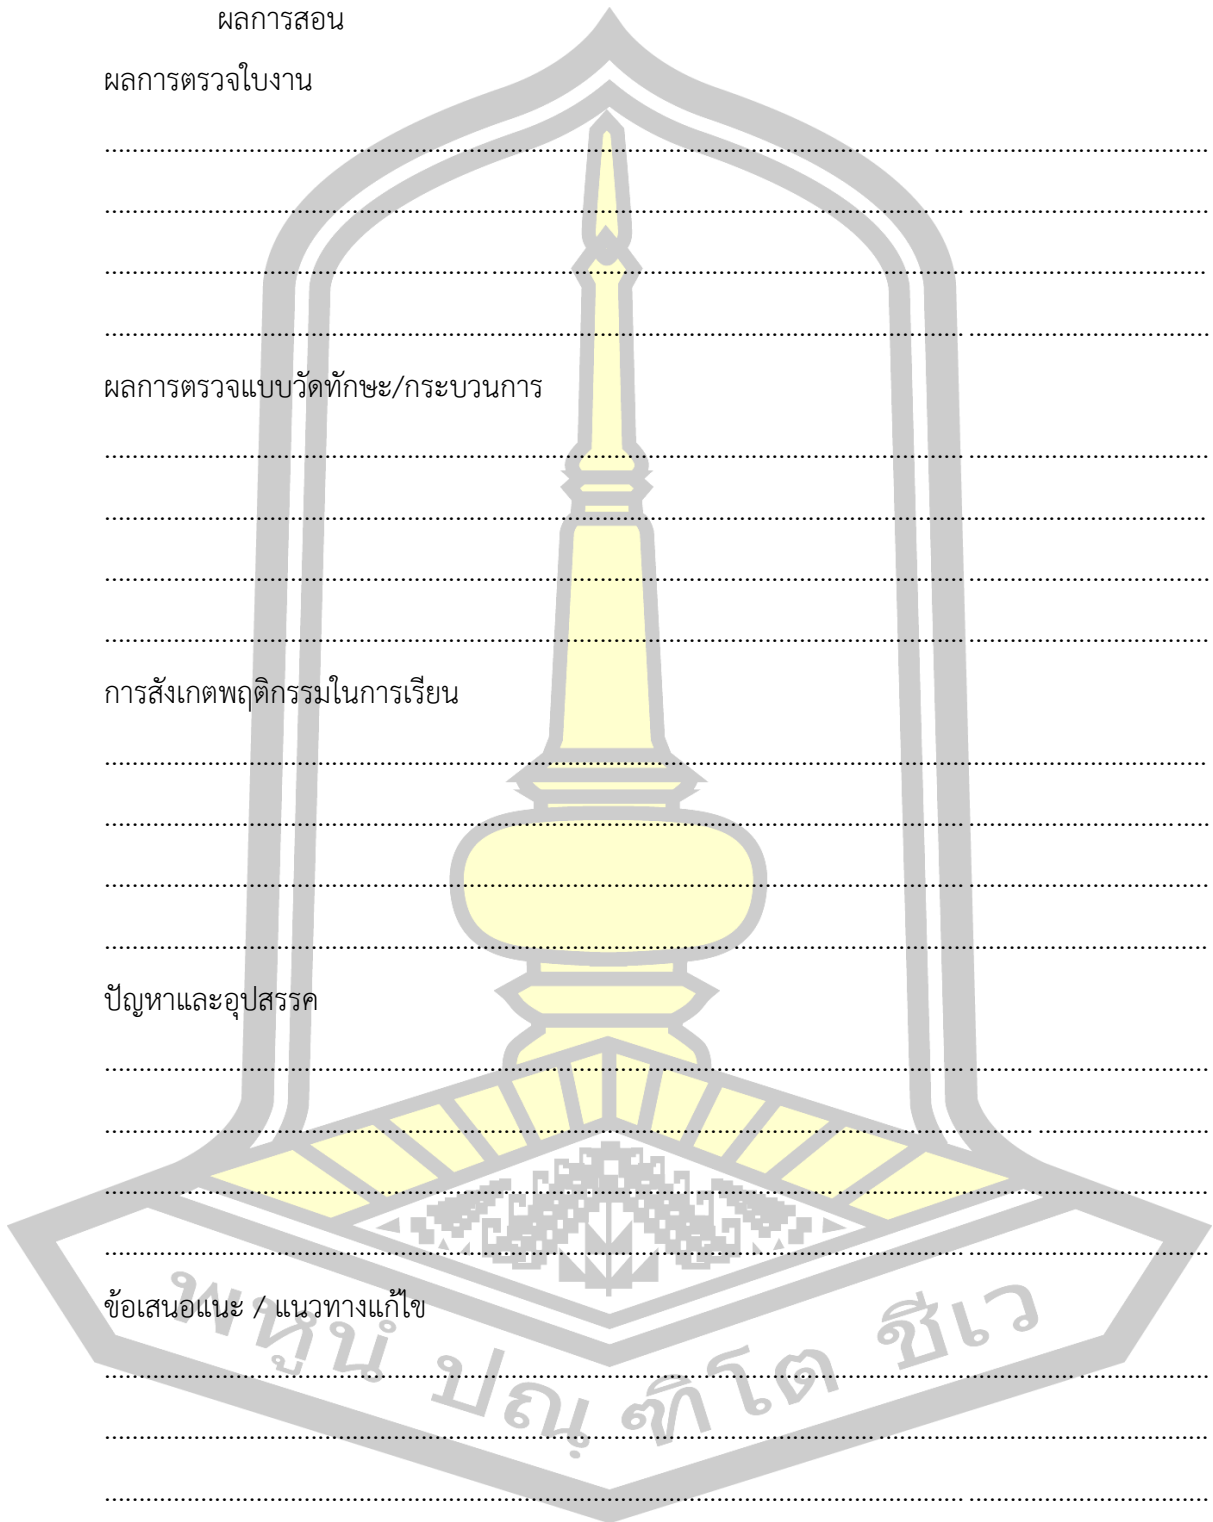 ผลการสอน
ผลการตรวจใบงาน
ผลการตรวจแบบวัดทักษะ/กระบวนการ
การสังเกตพฤติกรรมในการเรียน
ปัญหาและอุปสรรค
ข้อเสนอแนะ / แนวทางแก้ไข
พหูนํ ปณฺฑิโต ชีเว